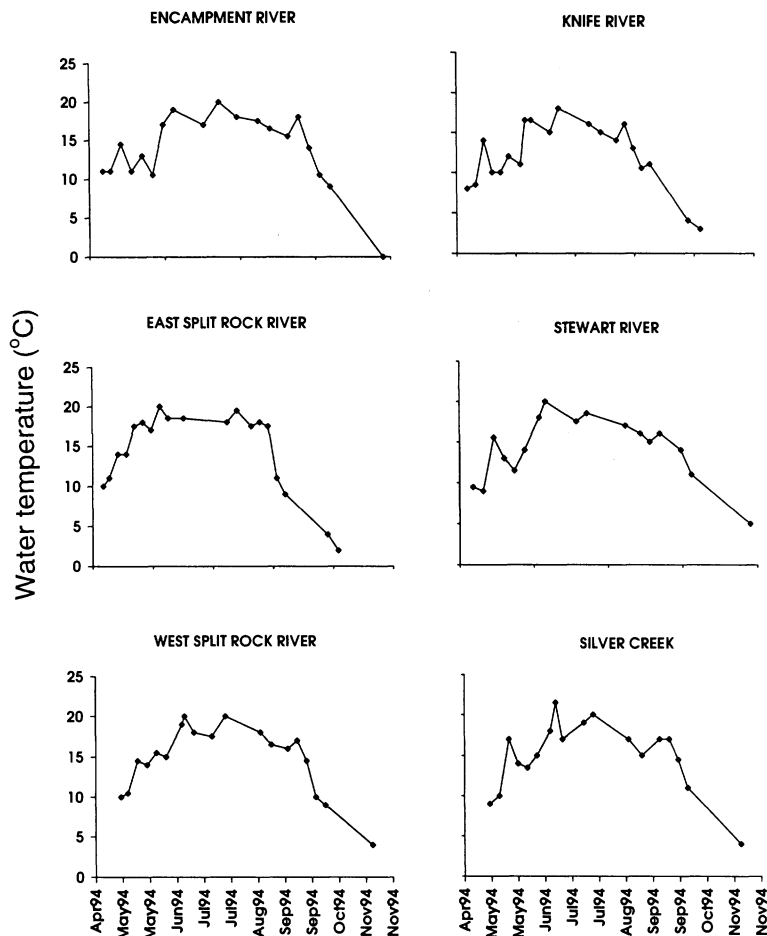 ENCAMPMENT RIVER
KNIFE RIVER
25
20
15
10
5
0
EAST SPLIT ROCK RIVER
STEWART RIVER
Water temperature (°C)
25
20
15
10
5
0
WEST SPLIT ROCK RIVER
SILVER CREEK
25
20
15
10
5
0
Apr94
May94
May94
Jun94
Jul94
Jul94
Aug94
Sep94
Sep94
Oct94
Nov94
Nov94
Apr94
May94
May94
Jun94
Jul94
Jul94
Aug94
Sep94
Sep94
Oct94
Nov94
Nov94